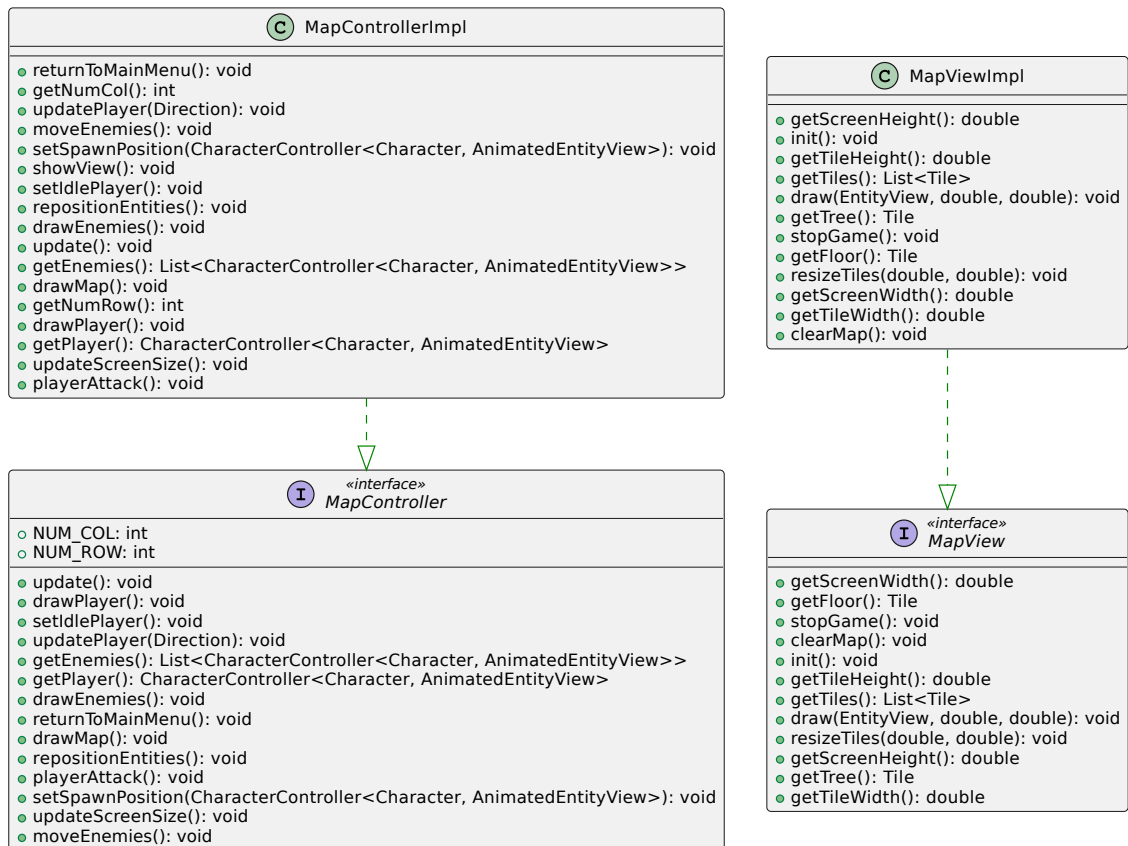 C MapControllerImpl
returnToMainMenu(): void
getNumCol(): int
updatePlayer(Direction): void
moveEnemies(): void
setSpawnPosition(CharacterController<Character, AnimatedEntityView>): void
showView(): void
setIdlePlayer(): void
repositionEntities(): void
drawEnemies(): void
update(): void
getEnemies(): List<CharacterController<Character, AnimatedEntityView>>
drawMap(): void
getNumRow(): int
drawPlayer(): void
getPlayer(): CharacterController<Character, AnimatedEntityView>
updateScreenSize(): void
playerAttack(): void
C MapViewImpl
getScreenHeight(): double
init(): void
getTileHeight(): double
getTiles(): List<Tile>
draw(EntityView, double, double): void
getTree(): Tile
stopGame(): void
getFloor(): Tile
resizeTiles(double, double): void
getScreenWidth(): double
getTileWidth(): double
clearMap(): void
«interface»
I MapController
NUM_COL: int
NUM_ROW: int
update(): void
drawPlayer(): void
setIdlePlayer(): void
updatePlayer(Direction): void
getEnemies(): List<CharacterController<Character, AnimatedEntityView>>
getPlayer(): CharacterController<Character, AnimatedEntityView>
drawEnemies(): void
returnToMainMenu(): void
drawMap(): void
repositionEntities(): void
playerAttack(): void
setSpawnPosition(CharacterController<Character, AnimatedEntityView>): void
updateScreenSize(): void
moveEnemies(): void
«interface»
I MapView
getScreenWidth(): double
getFloor(): Tile
stopGame(): void
clearMap(): void
init(): void
getTileHeight(): double
getTiles(): List<Tile>
draw(EntityView, double, double): void
resizeTiles(double, double): void
getScreenHeight(): double
getTree(): Tile
getTileWidth(): double